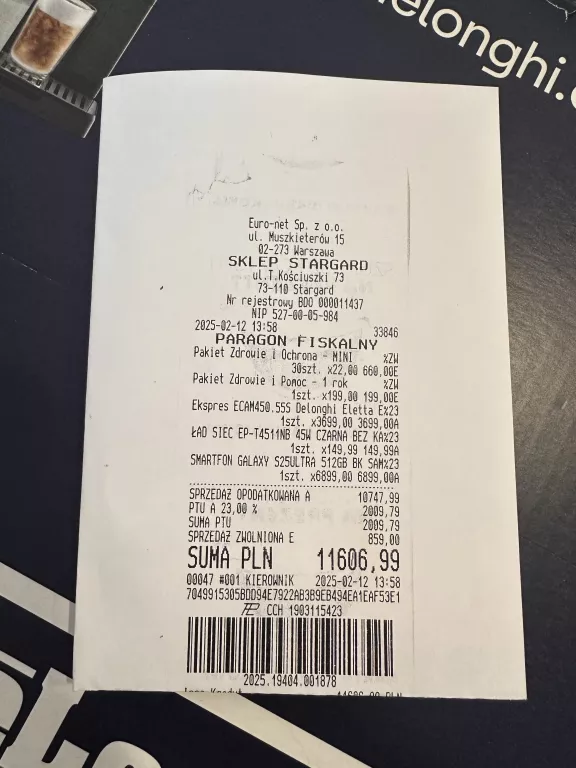 elonghi.c
Euro-net Sp. z o.o.
ul. Muszkieterów 15
02-273 Warszawa
SKLEP STARGARD
ul.T.Kościuszki 73
73-110 Stargard
Nr rejestrowy BDO 000011437
NIP 527-00-05-984
2025-02-12 13:58 33846
PARAGON FISKALNY
Pakiet Zdrowie i Ochrona - MINI %ZW
30szt. x22,00 660,00E
Pakiet Zdrowie i Pomoc - 1 rok %ZW
1szt. x199,00 199,00E
Ekspres ECAM450.55S Delonghi Eletta E%23
1szt. x3699,00 3699,00A
ŁAD SIEC EP-T4511NB 45W CZARNA BEZ KA%23
1szt. x149,99 149,99A
SMARTFON GALAXY S25ULTRA 512GB BK SAM%23
1szt. x6899,00 6899,00A
SPRZEDAŻ OPODATKOWANA A 10747,99
PTU A 23,00 % 2009,79
SUMA PTU 2009,79
SPRZEDAŻ ZWOLNIONA E 859,00
SUMA PLN 11606,99
00047 #001 KIEROWNIK 2025-02-12 13:58
7049915305BDD94E7922AB3B9EB494EA1EAF53E1
CCH 1903115423
2025.19404.001878